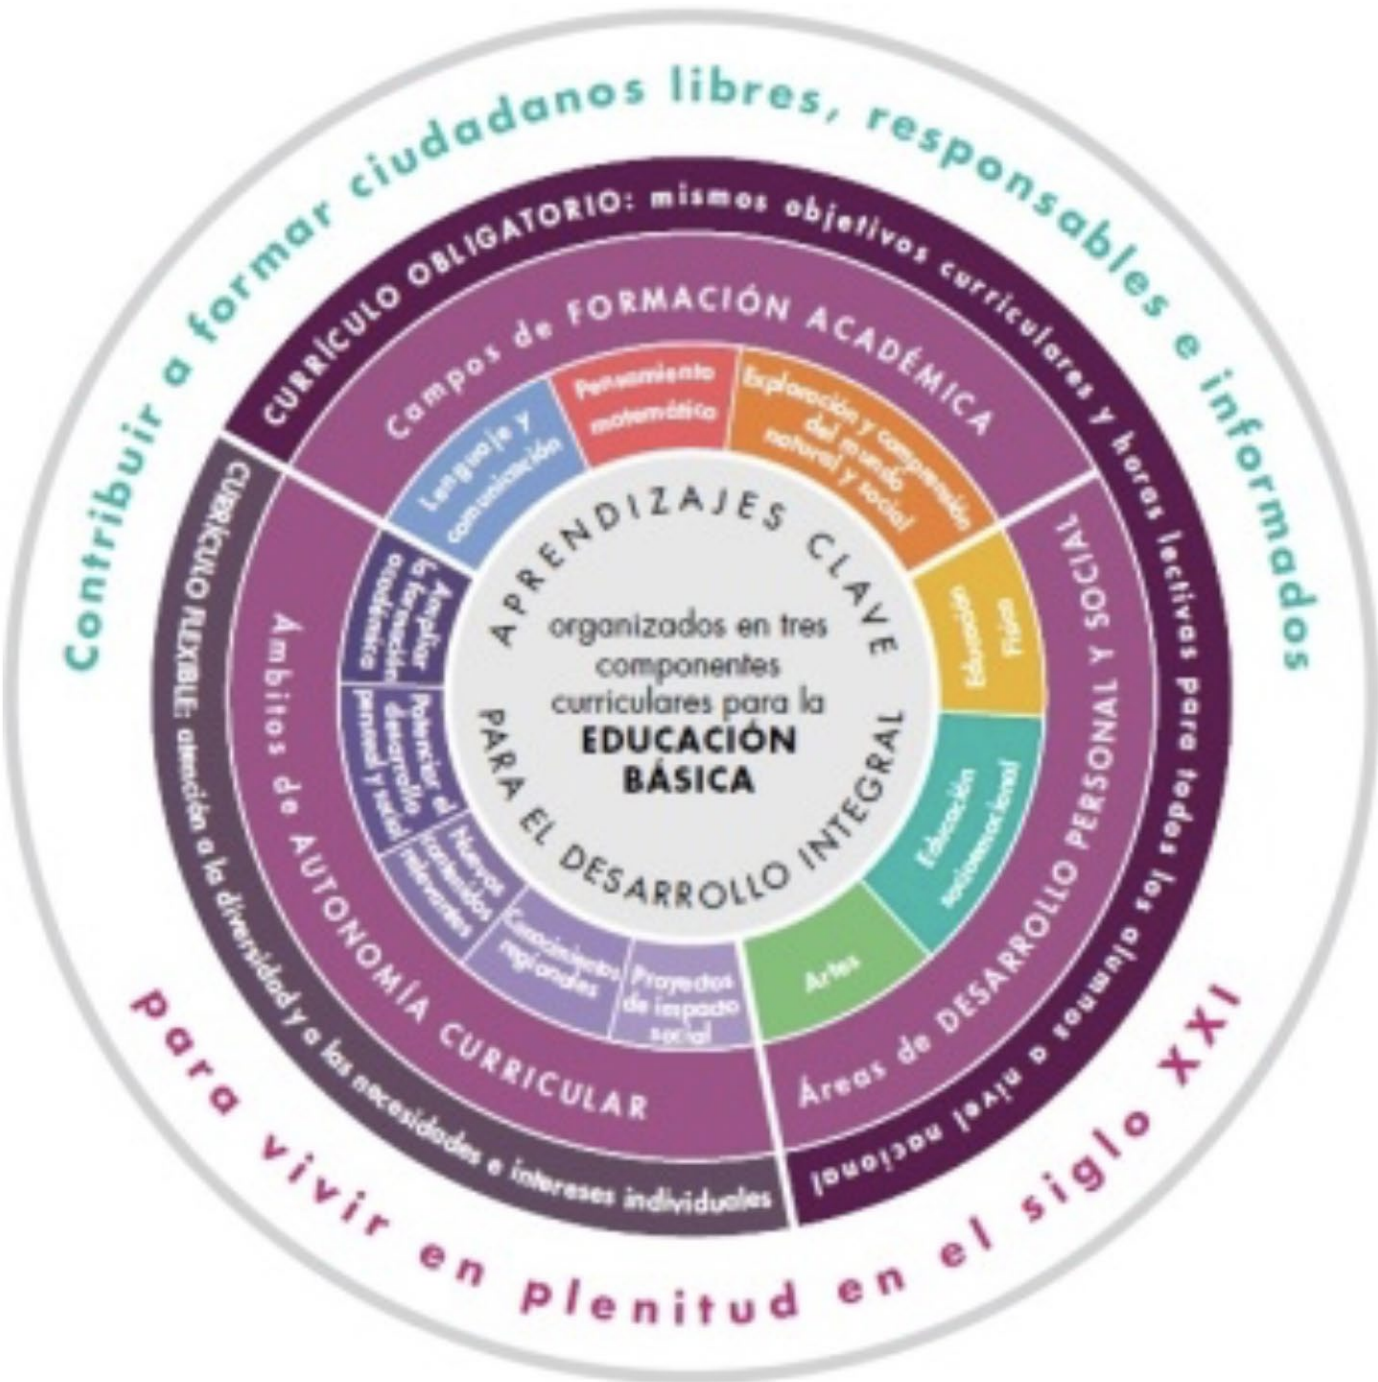 Contribuir a formar ciudadanos libres, responsables e informados
para vivir en plenitud en el siglo XXI
CURRÍCULO OBLIGATORIO: mismos objetivos curriculares y horas lectivas para todos los alumnos a nivel nacional
CURRÍCULO FLEXIBLE: atención a la diversidad y a las necesidades e intereses individuales
Campos de FORMACIÓN ACADÉMICA
Lenguaje y
comunicación
Pensamiento
matemático
Exploración y comprensión
del mundo
natural y social
Áreas de DESARROLLO PERSONAL Y SOCIAL
Educación
Física
Educación
socioemocional
Artes
Ámbitos de AUTONOMÍA CURRICULAR
Ampliar
la formación
académica
Potenciar el
desarrollo
personal y social
Nuevos
contenidos
relevantes
Conocimientos
regionales
Proyectos
de impacto
social
APRENDIZAJES CLAVE
organizados en tres
componentes
curriculares para la
EDUCACIÓN
BÁSICA
PARA EL DESARROLLO INTEGRAL